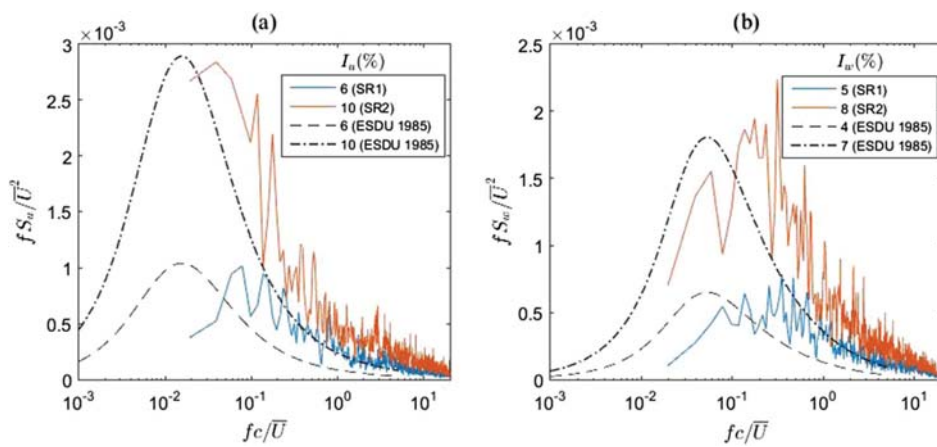 (a)
×10⁻³
I_u(%)
6 (SR1)
10 (SR2)
6 (ESDU 1985)
10 (ESDU 1985)
3
2.5
2
1.5
1
0.5
0
fS_u/U̅²
10⁻³ 10⁻² 10⁻¹ 10⁰ 10¹
fc/U̅
(b)
×10⁻³
I_w(%)
5 (SR1)
8 (SR2)
4 (ESDU 1985)
7 (ESDU 1985)
2.5
2
1.5
1
0.5
0
fS_w/U̅²
10⁻³ 10⁻² 10⁻¹ 10⁰ 10¹
fc/U̅